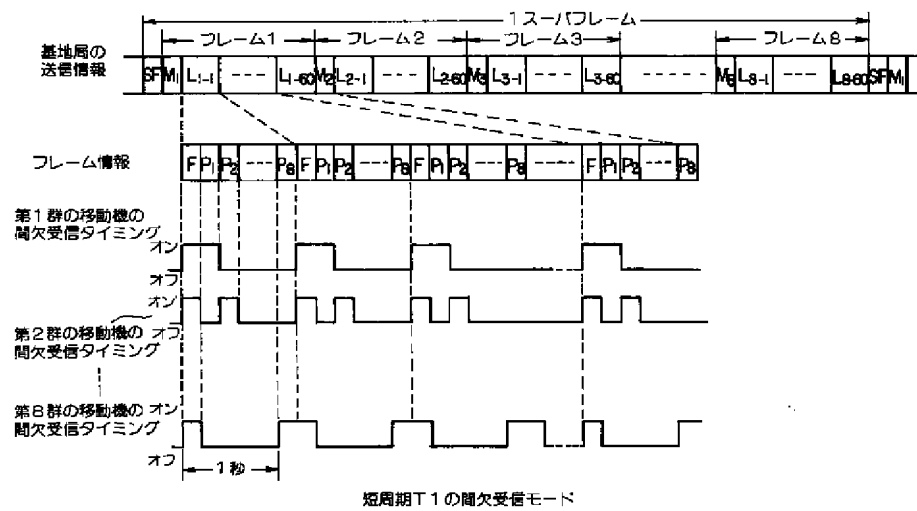 1スーパフレーム
フレーム1 フレーム2 フレーム3 フレーム8
基地局の
送信情報
SF M1 L1-1 ---- L1-60 M2 L2-1 ---- L2-60 M3 L3-1 ---- L3-60 M8 L8-1 ---- L8-60 SF M1
フレーム情報
F P1 P2 --- P8 F P1 P2 --- P8 F P1 P2 --- P8 --- F P1 P2 --- P8
第1群の移動機の
間欠受信タイミング
オン
オフ
オン
オフ
第2群の移動機の
間欠受信タイミング
第8群の移動機の オン
間欠受信タイミング
オフ
1秒
短周期T1の間欠受信モード